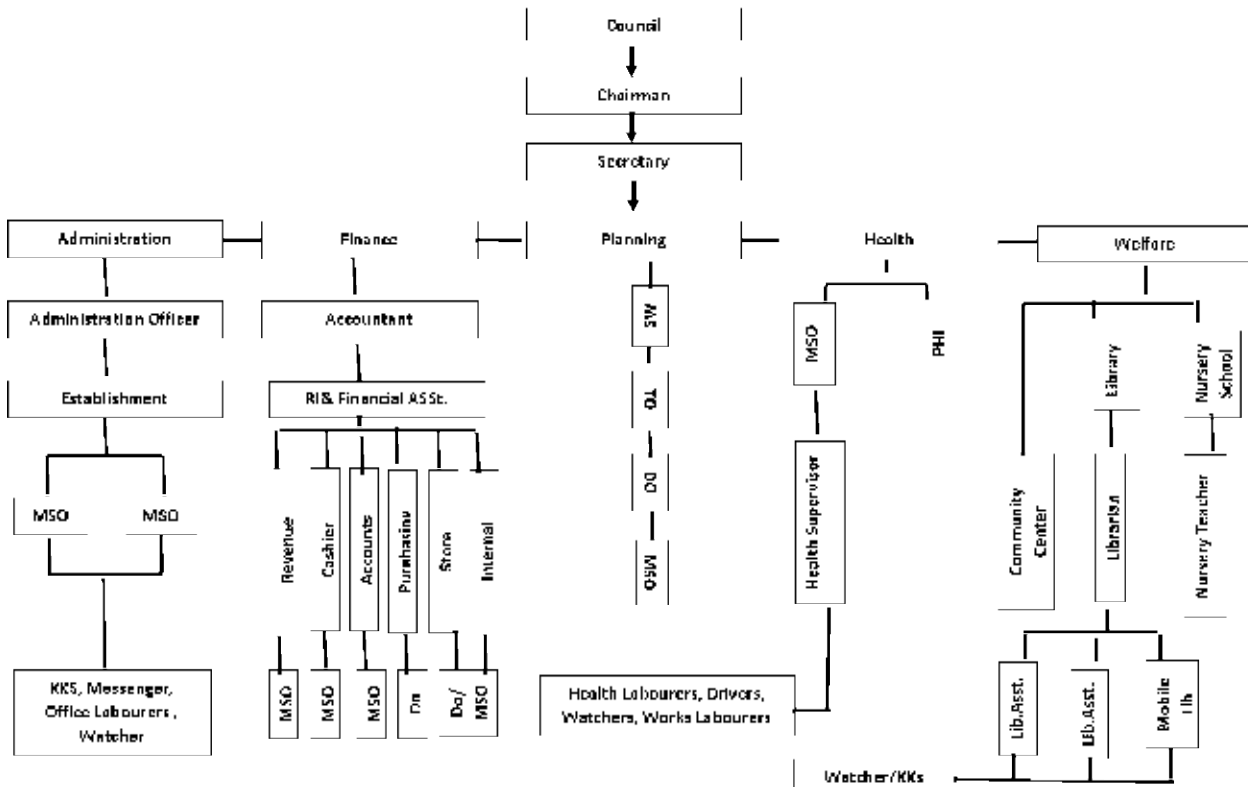 Council
Chairman
Secretary
Administration
Finance
Planning
Health
Welfare
Administration Officer
Accountant
SW
MSO
PHI
Library
Nursery
School
Establishment
RI& Financial ASSt.
TO
DO
MSO
MSO
MSO
Revenue
Cashier
Accounts
Store
Internal
Health Supervisor
Community
Center
Librarian
Nursery Teacher
KKS, Messenger,
Office Labourers ,
Watcher
MSO
MSO
MSO
Do/
MSO
Health Labourers, Drivers,
Watchers, Works Labourers
Lib.Asst.
Lib.Asst.
Mobile
Lib
Watcher/KKs